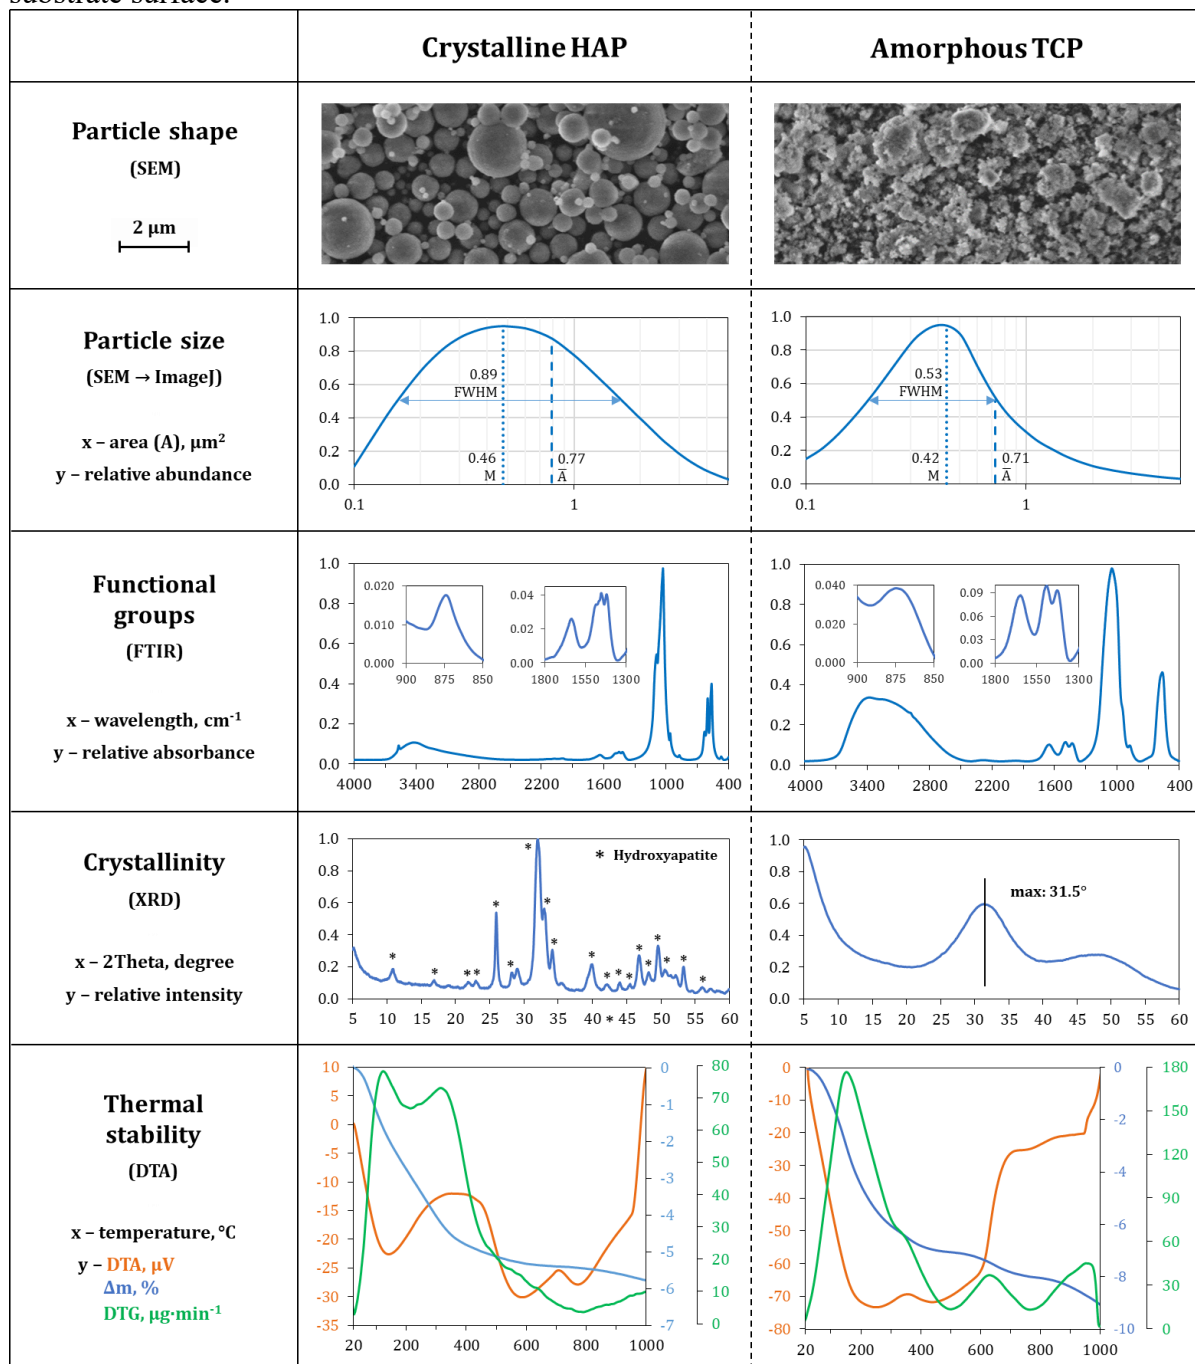 substrate surface.
Crystalline HAP
Amorphous TCP
Particle shape
(SEM)
2 μm
Particle size
(SEM → ImageJ)
x – area (A), μm²
y – relative abundance
1.0
0.8
0.6
0.4
0.2
0.0
0.89
FWHM
0.46
M
0.77
A̅
0.1
1
1.0
0.8
0.6
0.4
0.2
0.0
0.53
FWHM
0.42
M
0.71
A̅
0.1
1
Functional
groups
(FTIR)
x – wavelength, cm⁻¹
y – relative absorbance
1.0
0.8
0.6
0.4
0.2
0.0
0.020
0.010
0.000
900 875 850
0.04
0.02
0.00
1800 1550 1300
4000 3400 2800 2200 1600 1000 400
1.0
0.8
0.6
0.4
0.2
0.0
0.040
0.020
0.000
900 875 850
0.09
0.06
0.03
0.00
1800 1550 1300
4000 3400 2800 2200 1600 1000 400
Crystallinity
(XRD)
x – 2Theta, degree
y – relative intensity
1.0
0.8
0.6
0.4
0.2
0.0
* Hydroxyapatite
5 10 15 20 25 30 35 40 45 50 55 60
1.0
0.8
0.6
0.4
0.2
0.0
max: 31.5°
5 10 15 20 25 30 35 40 45 50 55 60
Thermal
stability
(DTA)
x – temperature, °C
y – DTA, μV
Δm, %
DTG, μg·min⁻¹
10
5
0
-5
-10
-15
-20
-25
-30
-35
0
-1
-2
-3
-4
-5
-6
-7
80
70
60
50
40
30
20
10
0
20 200 400 600 800 1000
0
-10
-20
-30
-40
-50
-60
-70
-80
0
-2
-4
-6
-8
-10
180
150
120
90
60
30
0
20 200 400 600 800 1000